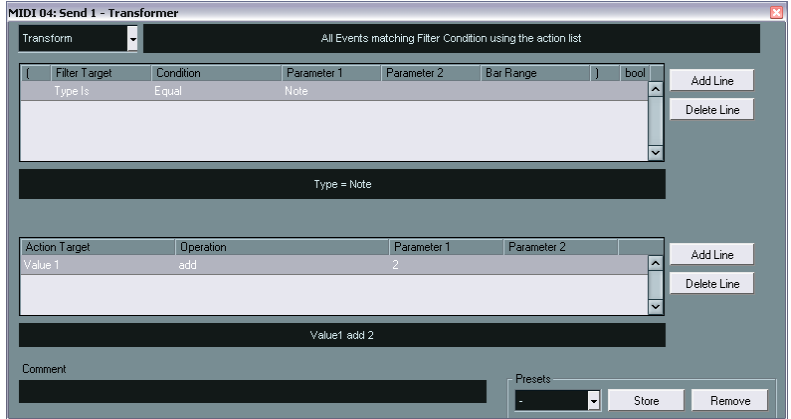 MIDI 04: Send 1 - Transformer
Transform
All Events matching Filter Condition using the action list
( Filter Target Condition Parameter 1 Parameter 2 Bar Range ) bool
Add Line
Type Is Equal Note
Delete Line
Type = Note
Action Target Operation Parameter 1 Parameter 2
Add Line
Value 1 add 2
Delete Line
Value1 add 2
Comment
Presets
-
Store
Remove